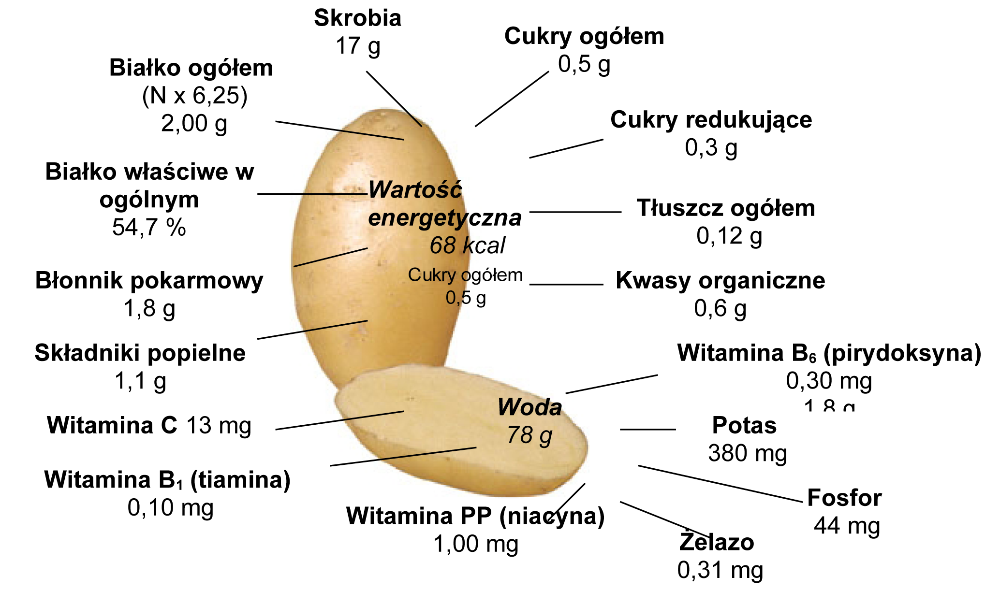 Skrobia
17 g
Cukry ogółem
0,5 g
Białko ogółem
(N x 6,25)
2,00 g
Cukry redukujące
0,3 g
Białko właściwe w
ogólnym
54,7 %
Wartość
energetyczna
68 kcal
Cukry ogółem
0,5 g
Tłuszcz ogółem
0,12 g
Błonnik pokarmowy
1,8 g
Kwasy organiczne
0,6 g
Składniki popielne
1,1 g
Witamina B₆ (pirydoksyna)
0,30 mg
1,8 g
Woda
78 g
Witamina C 13 mg
Potas
380 mg
Witamina B₁ (tiamina)
0,10 mg
Witamina PP (niacyna)
1,00 mg
Fosfor
44 mg
Żelazo
0,31 mg